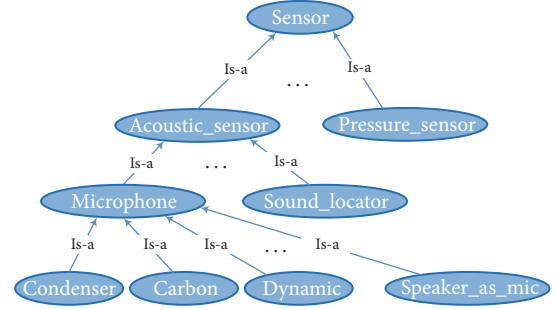 Sensor
Is-a
...
Is-a
Acoustic_sensor
Pressure_sensor
Is-a
...
Is-a
Microphone
Sound_locator
Is-a
Is-a
Is-a
...
Is-a
Condenser
Carbon
Dynamic
Speaker_as_mic